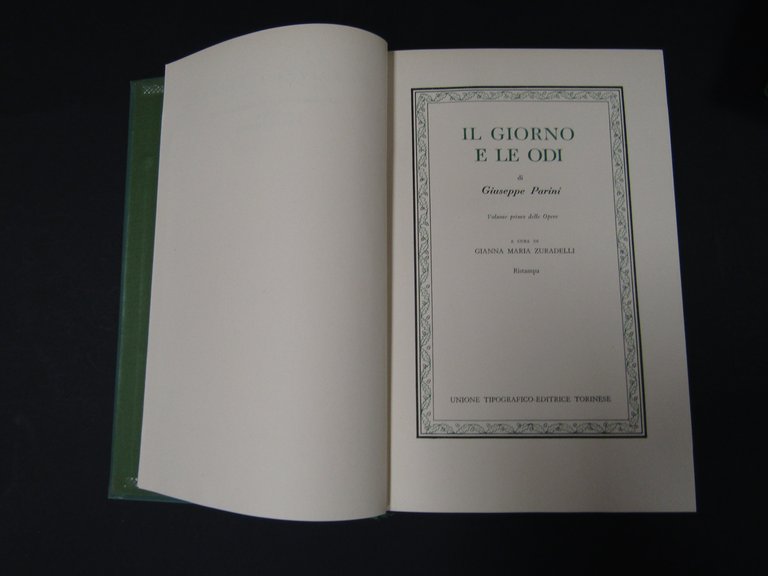 IL GIORNO
E LE ODI
di
Giuseppe Parini
Volume primo delle Opere
A CURA DI
GIANNA MARIA ZURADELLI
Ristampa
UNIONE TIPOGRAFICO-EDITRICE TORINESE